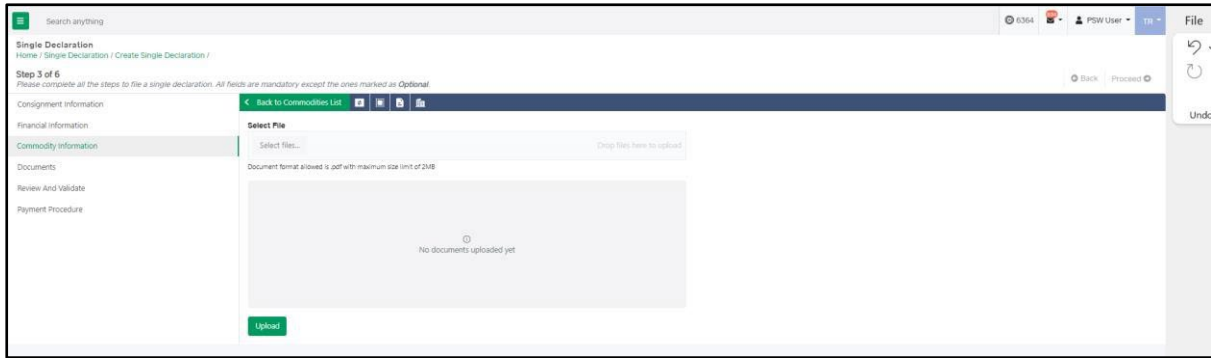 Search anything
6364
PSW User
TR
File
Single Declaration
Home / Single Declaration / Create Single Declaration /
Step 3 of 6
Please complete all the steps to file a single declaration. All fields are mandatory except the ones marked as Optional.
Back
Proceed
Undo
Consignment Information
Financial Information
Commodity Information
Documents
Review And Validate
Payment Procedure
Back to Commodities List
Select File
Select files...
Drop files here to upload
Document format allowed is .pdf with maximum size limit of 2MB
No documents uploaded yet
Upload